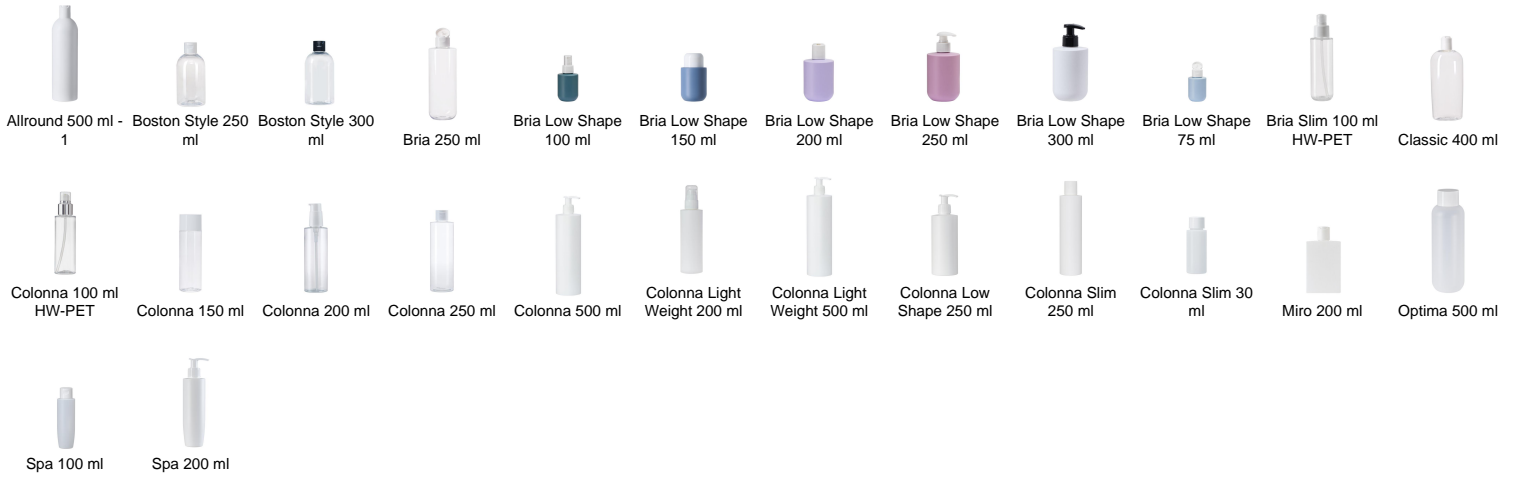 Allround 500 ml -
1
Boston Style 250
ml
Boston Style 300
ml
Bria 250 ml
Bria Low Shape
100 ml
Bria Low Shape
150 ml
Bria Low Shape
200 ml
Bria Low Shape
250 ml
Bria Low Shape
300 ml
Bria Low Shape
75 ml
Bria Slim 100 ml
HW-PET
Classic 400 ml
Colonna 100 ml
HW-PET
Colonna 150 ml
Colonna 200 ml
Colonna 250 ml
Colonna 500 ml
Colonna Light
Weight 200 ml
Colonna Light
Weight 500 ml
Colonna Low
Shape 250 ml
Colonna Slim
250 ml
Colonna Slim 30
ml
Miro 200 ml
Optima 500 ml
Spa 100 ml
Spa 200 ml